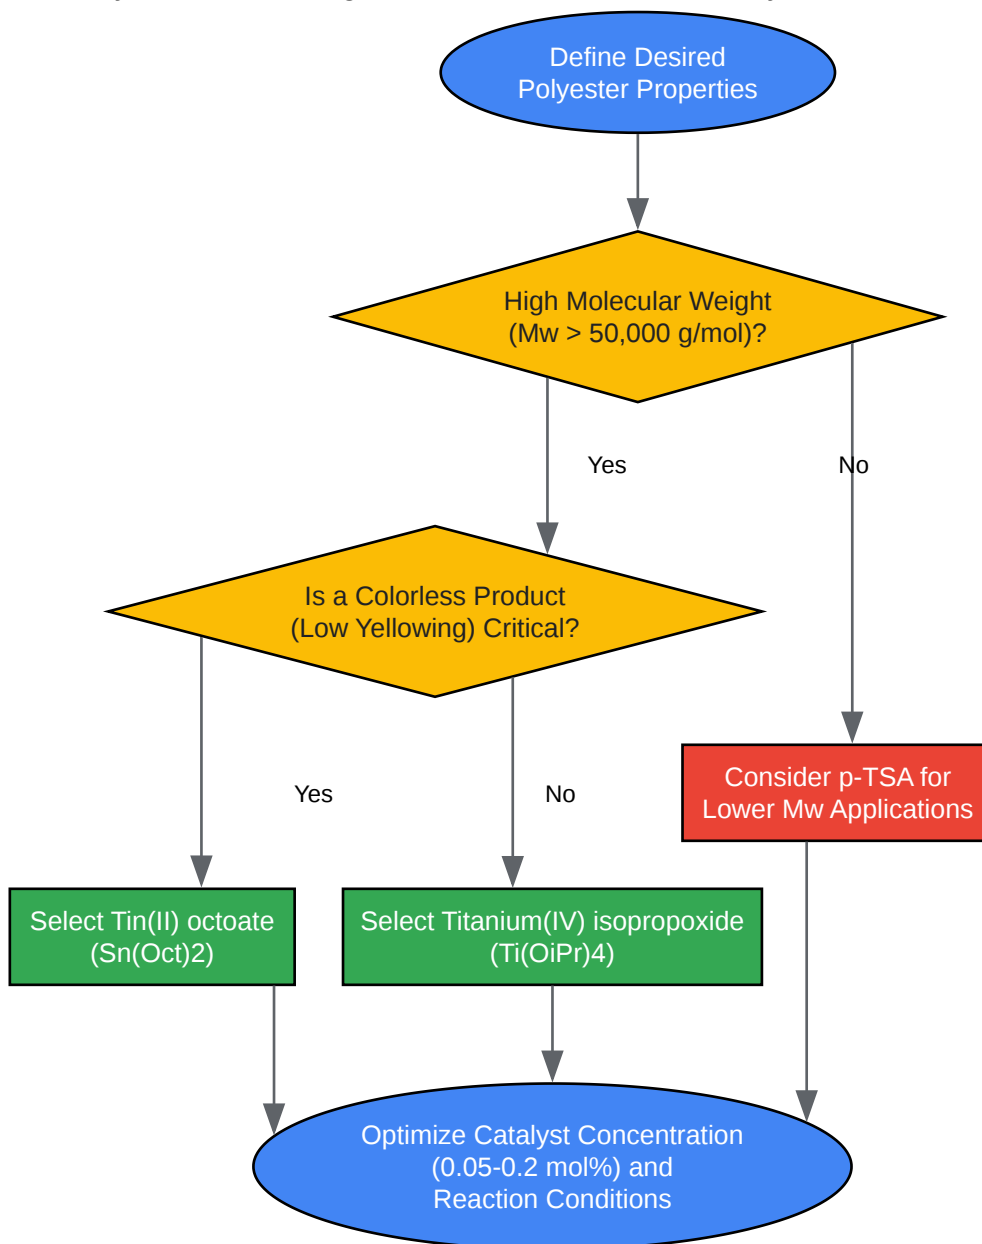 Define Desired
Polyester Properties
High Molecular Weight
(Mw > 50,000 g/mol)?
Yes
No
Is a Colorless Product
(Low Yellowing) Critical?
Consider p-TSA for
Lower Mw Applications
Yes
No
Select Tin(II) octoate
(Sn(Oct)2)
Select Titanium(IV) isopropoxide
(Ti(OiPr)4)
Optimize Catalyst Concentration
(0.05-0.2 mol%) and
Reaction Conditions